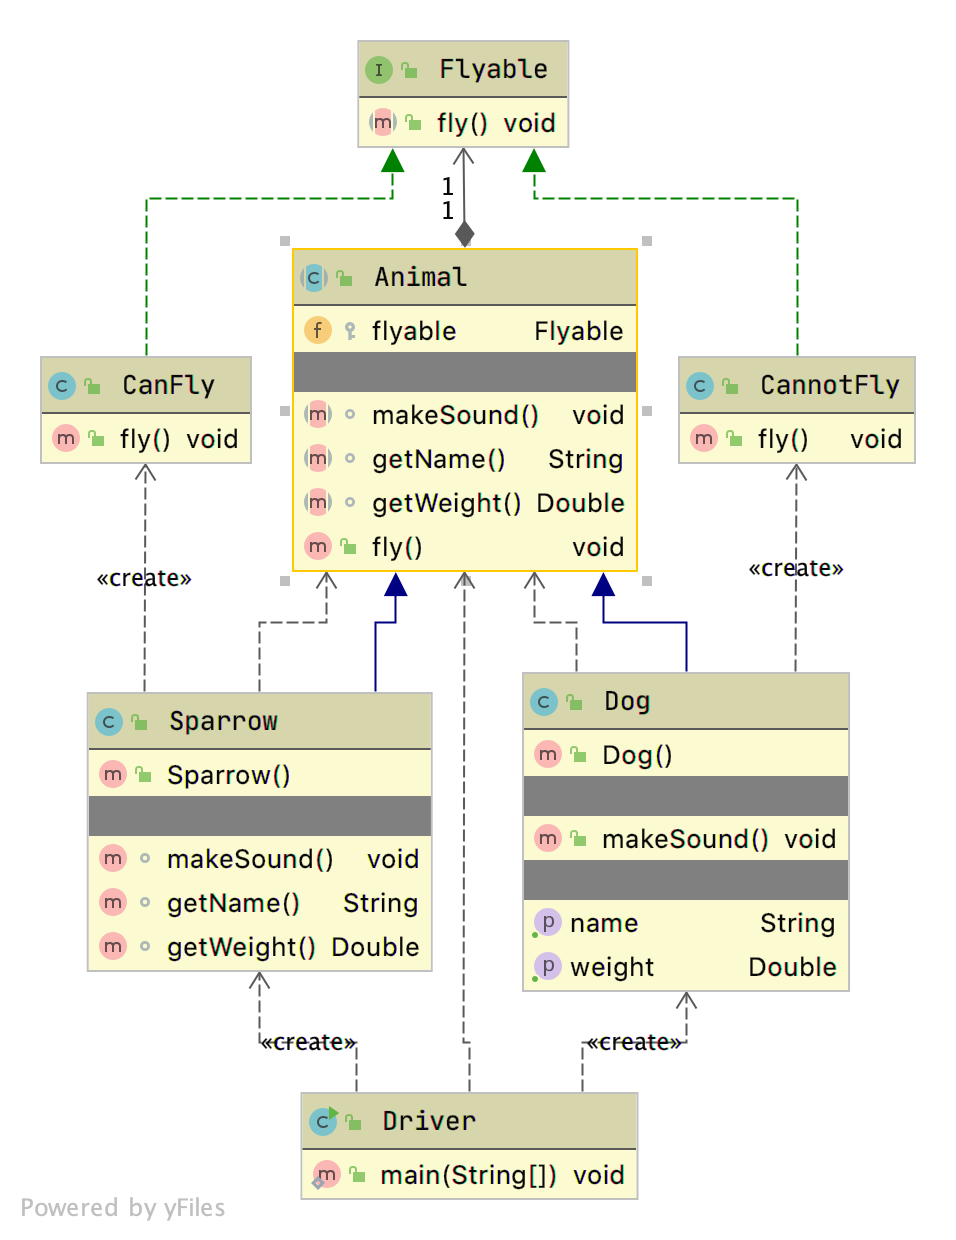 I Flyable
m fly() void
1
1
C Animal
f flyable Flyable
m makeSound() void
m getName() String
m getWeight() Double
m fly() void
C CanFly
m fly() void
C CannotFly
m fly() void
«create»
«create»
C Sparrow
m Sparrow()
m makeSound() void
m getName() String
m getWeight() Double
C Dog
m Dog()
m makeSound() void
p name String
p weight Double
«create»
«create»
C Driver
m main(String[]) void
Powered by yFiles